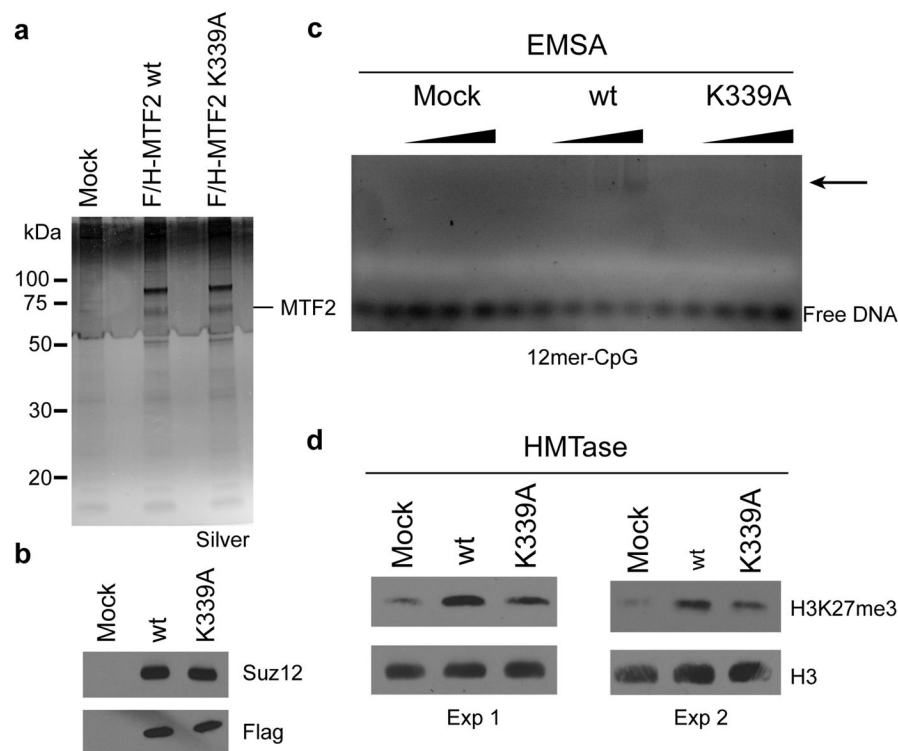 a
Mock
F/H-MTF2 wt
F/H-MTF2 K339A
kDa
100
75
50
30
20
MTF2
Silver
b
Mock
wt
K339A
Suz12
Flag
c
EMSA
Mock wt K339A
Free DNA
12mer-CpG
d
HMTase
Mock
wt
K339A
Mock
wt
K339A
H3K27me3
H3
Exp 1 Exp 2